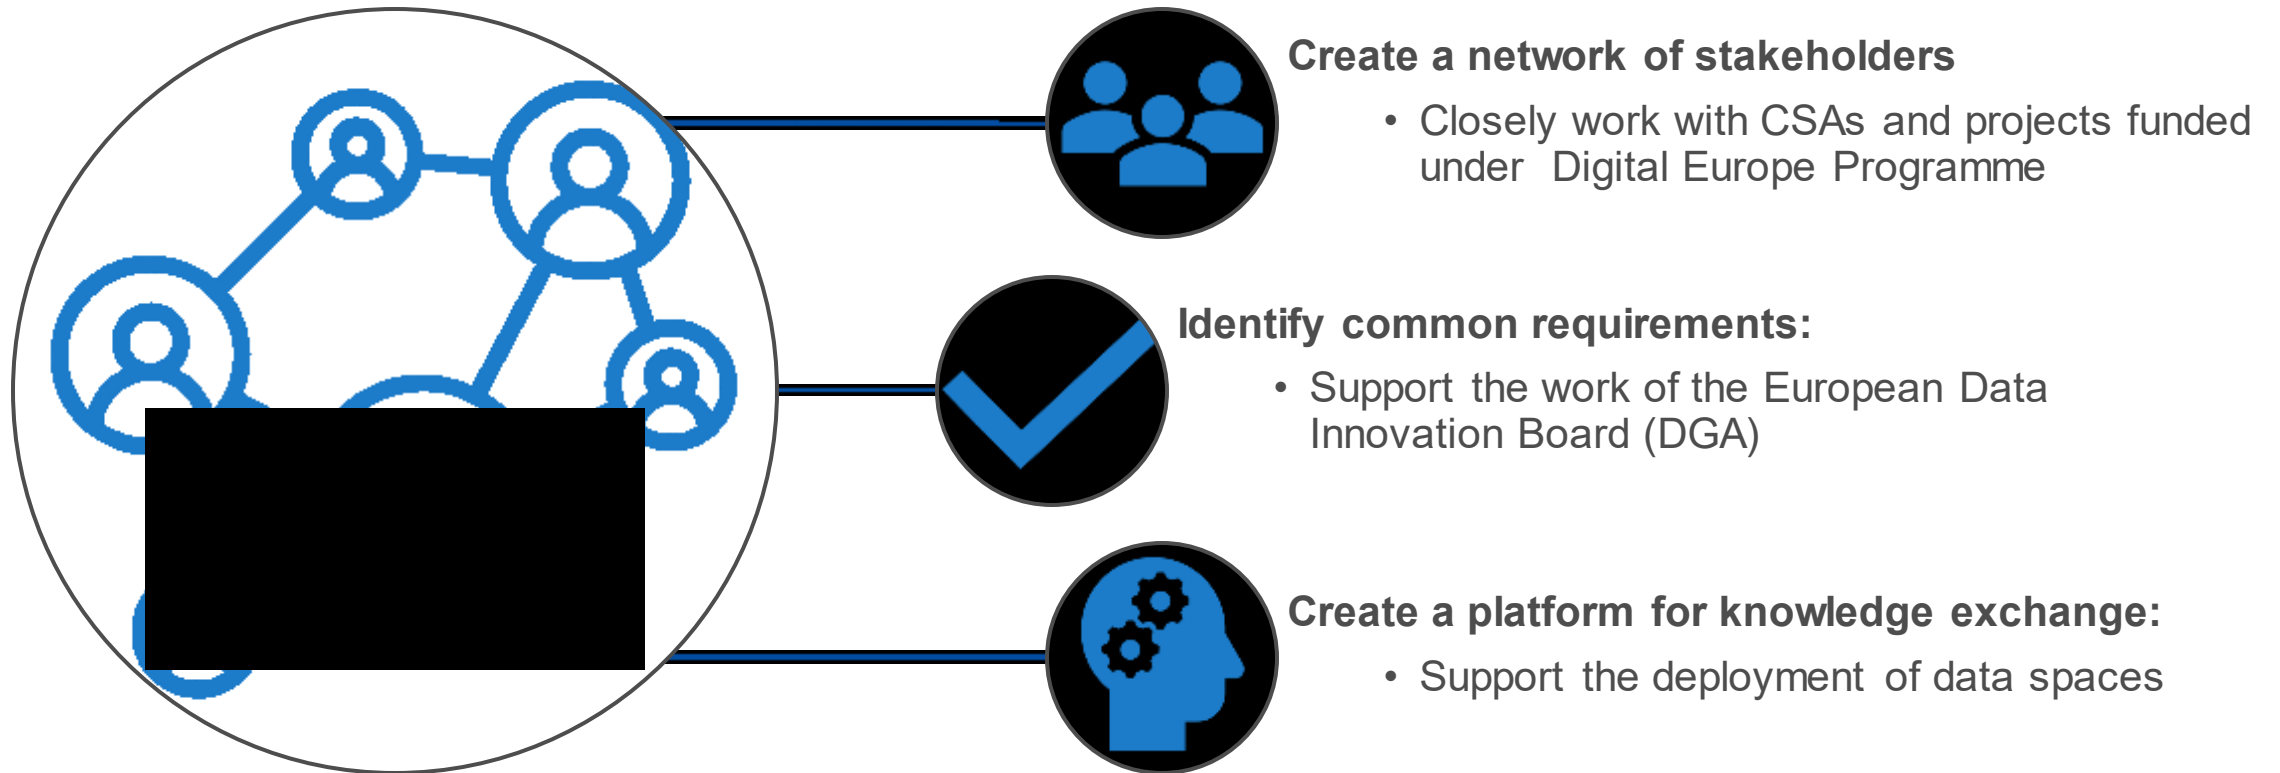 Create a network of stakeholders
• Closely work with CSAs and projects funded
under Digital Europe Programme
Identify common requirements:
• Support the work of the European Data
Innovation Board (DGA)
Create a platform for knowledge exchange:
• Support the deployment of data spaces